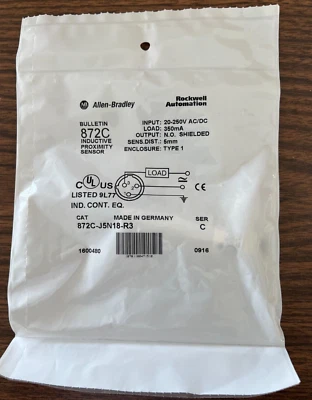 Allen-Bradley
Rockwell
Automation
BULLETIN
872C
INDUCTIVE
PROXIMITY
SENSOR
INPUT: 20-250V AC/DC
LOAD: 350mA
OUTPUT: N.O. SHIELDED
SENS.DIST.: 5mm
ENCLOSURE: TYPE 1
C UL US
LISTED 9L77
IND. CONT. EQ.
LOAD
CE
CAT
MADE IN GERMANY
SER
872C-J5N18-R3
C
1600480
0916